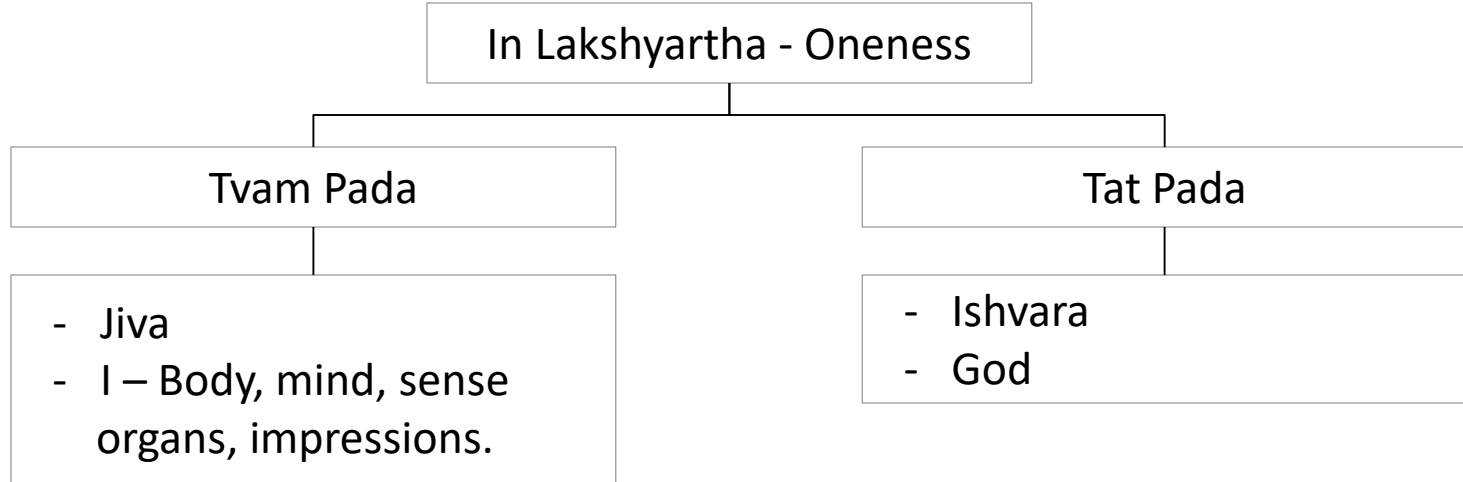 In Lakshyartha - Oneness
Tvam Pada
Tat Pada
- Jiva
- I – Body, mind, sense
organs, impressions.
- Ishvara
- God